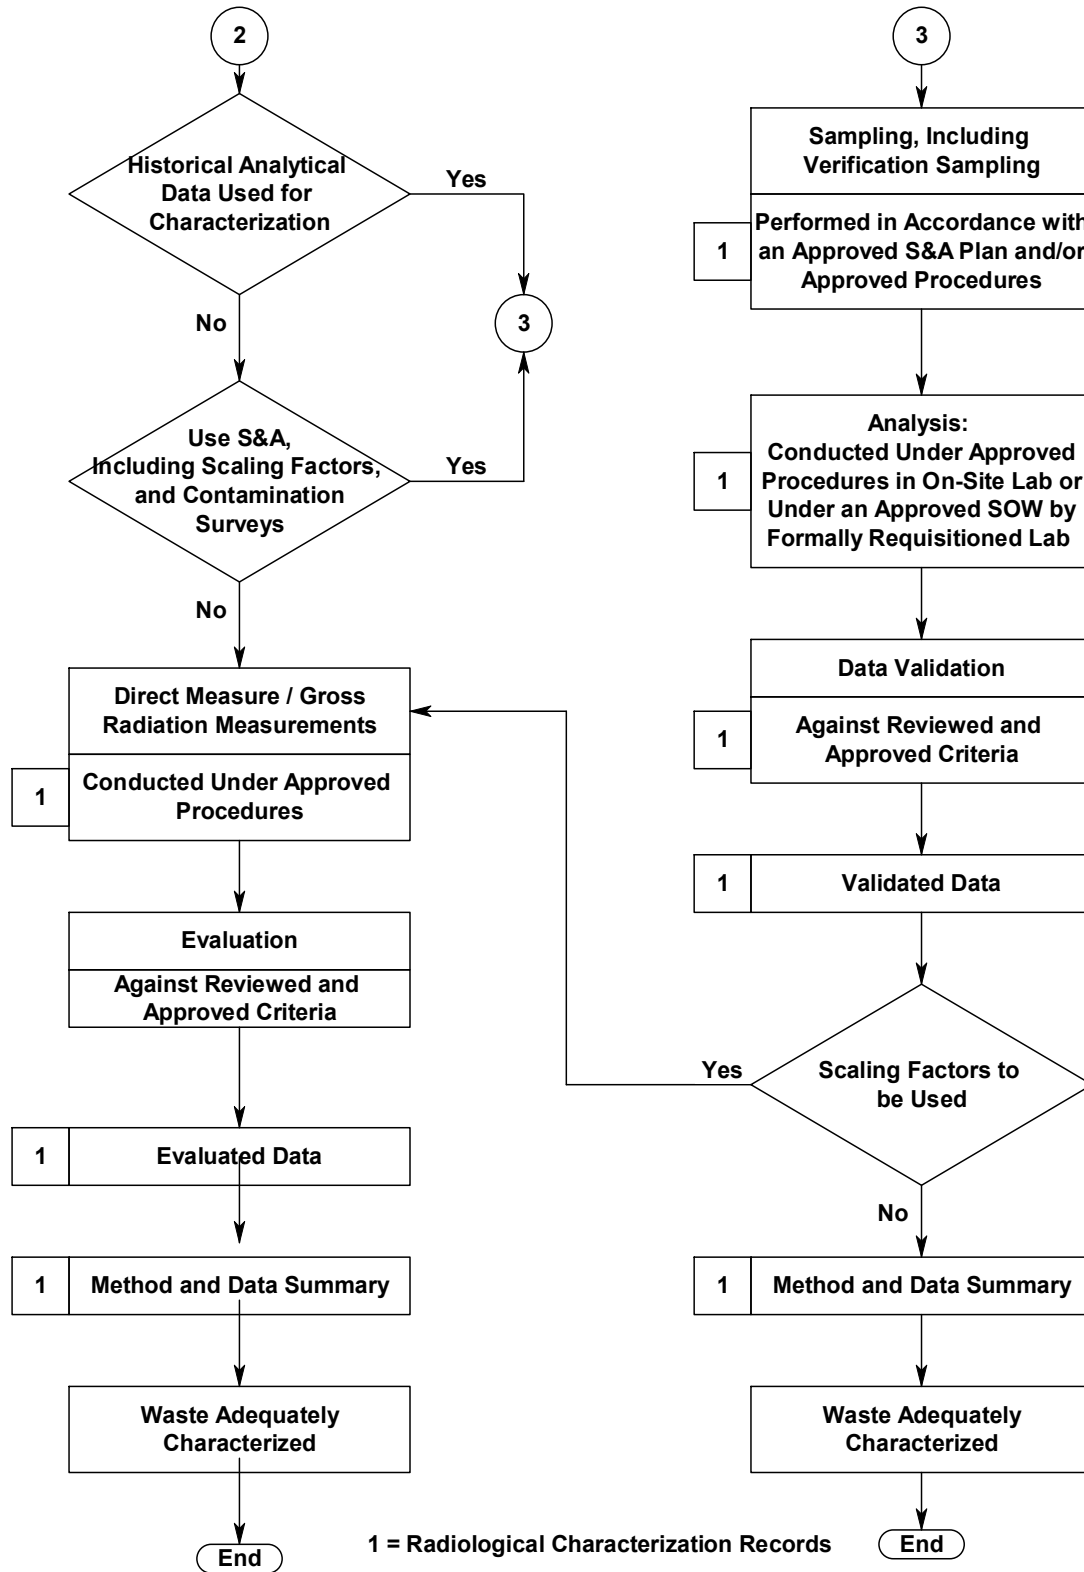 2
Historical Analytical
Data Used for
Characterization
Yes
No
3
Use S&A,
Including Scaling Factors,
and Contamination
Surveys
Yes
No
Direct Measure / Gross
Radiation Measurements
1
Conducted Under Approved
Procedures
Evaluation
Against Reviewed and
Approved Criteria
1
Evaluated Data
1
Method and Data Summary
Waste Adequately
Characterized
End
3
Sampling, Including
Verification Sampling
1
Performed in Accordance with
an Approved S&A Plan and/or
Approved Procedures
1
Analysis:
Conducted Under Approved
Procedures in On-Site Lab or
Under an Approved SOW by
Formally Requisitioned Lab
Data Validation
1
Against Reviewed and
Approved Criteria
1
Validated Data
Yes
Scaling Factors to
be Used
No
1
Method and Data Summary
Waste Adequately
Characterized
End
1 = Radiological Characterization Records